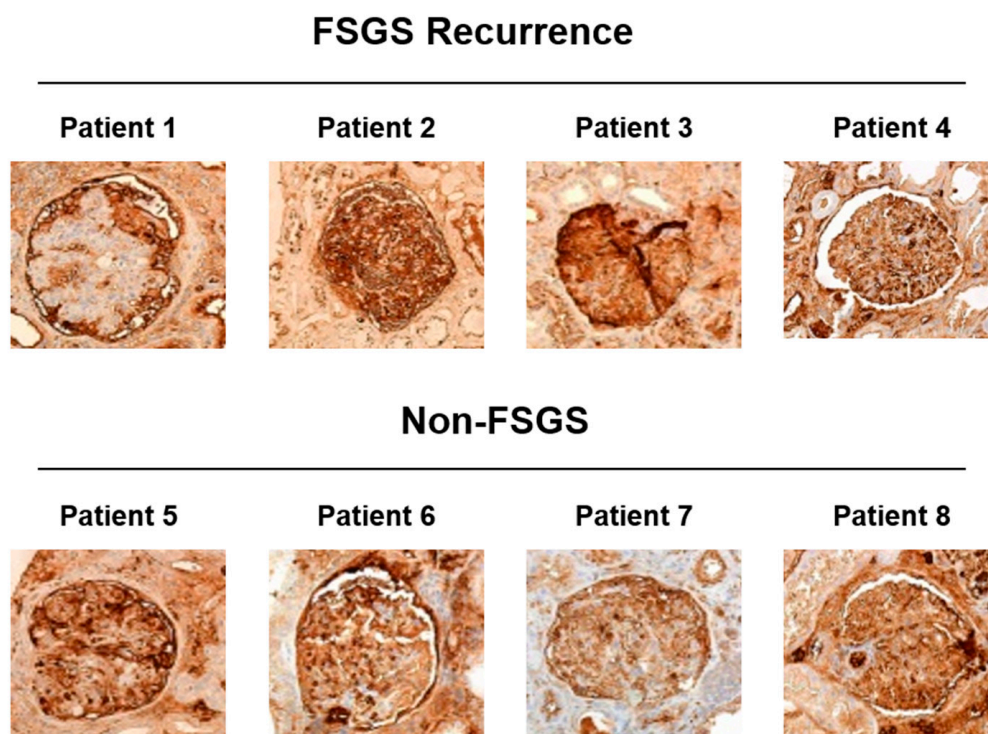 FSGS Recurrence
Patient 1 Patient 2 Patient 3 Patient 4
Non-FSGS
Patient 5 Patient 6 Patient 7 Patient 8